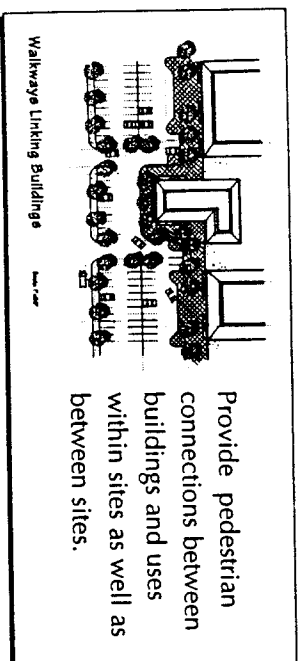 Provide pedestrian
connections between
buildings and uses
within sites as well as
between sites.
Walkways Linking Buildings